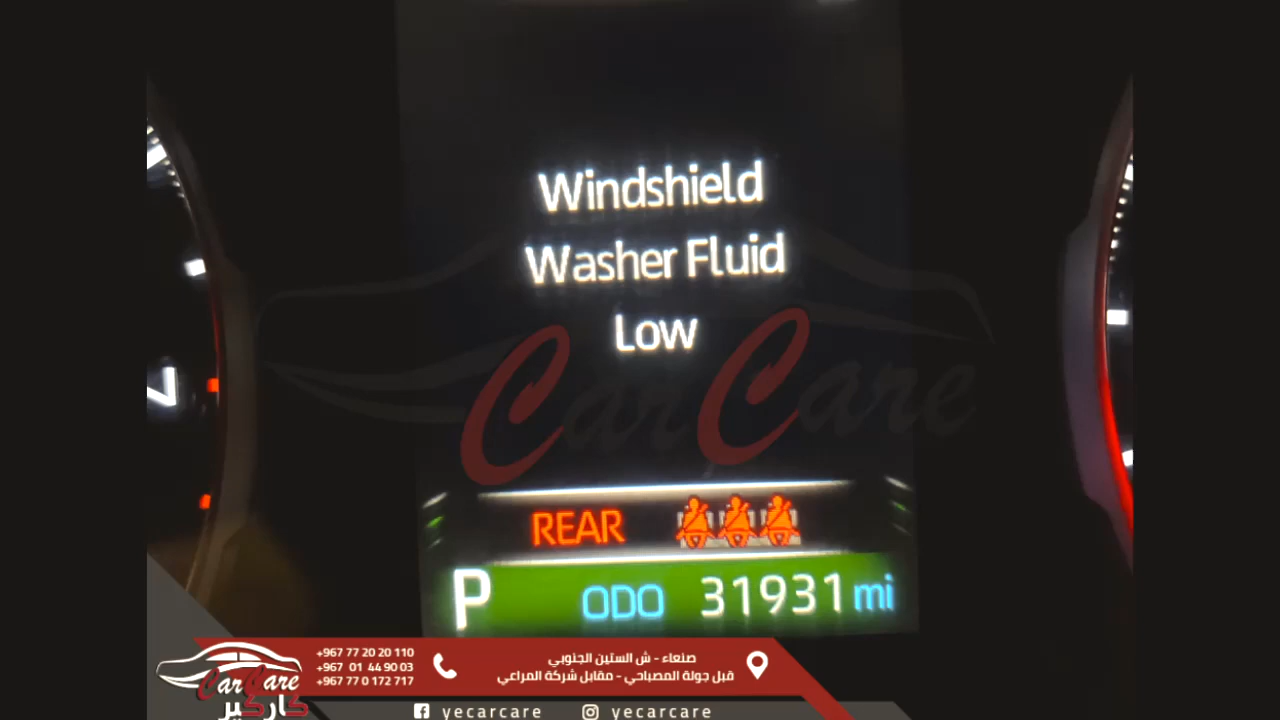 Windshield
Washer Fluid
Low
CarCare
REAR
P ODO 31931 mi
CarCare
كاركير
+967 77 20 20 110
+967 01 44 90 03
+967 77 0 172 717
صنعاء - ش الستين الجنوبي
قبل جولة المصباحي - مقابل شركة المراعي
yecarcare
yecarcare